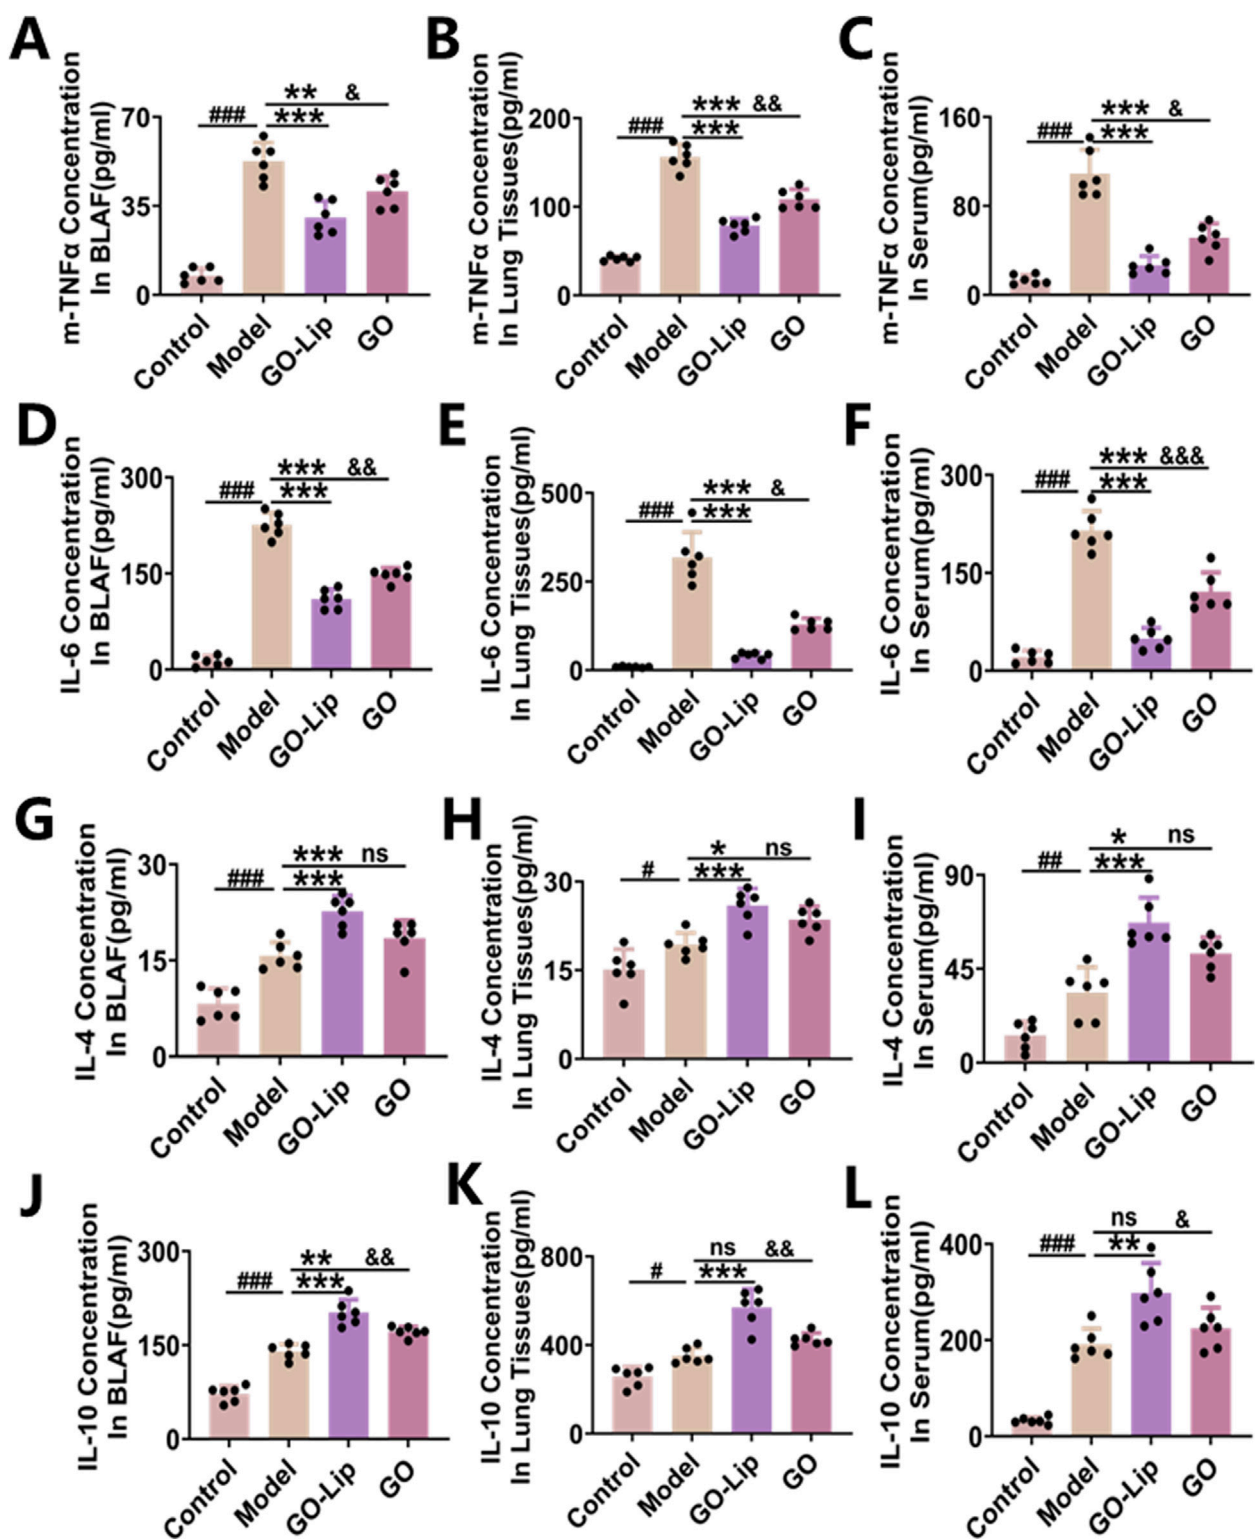 A
m-TNFα Concentration
In BLAF(pg/ml)
70
35
0
###
** &
***
Control
Model
GO-Lip
GO
B
m-TNFα Concentration
In Lung Tissues(pg/ml)
200
100
0
###
*** &&
***
Control
Model
GO-Lip
GO
C
m-TNFα Concentration
In Serum(pg/ml)
160
80
0
###
*** &
***
Control
Model
GO-Lip
GO
D
IL-6 Concentration
In BLAF(pg/ml)
300
150
0
###
*** &&
***
Control
Model
GO-Lip
GO
E
IL-6 Concentration
In Lung Tissues(pg/ml)
500
250
0
###
*** &
***
Control
Model
GO-Lip
GO
F
IL-6 Concentration
In Serum(pg/ml)
300
150
0
###
*** &&&
***
Control
Model
GO-Lip
GO
G
IL-4 Concentration
In BLAF(pg/ml)
30
15
0
###
*** ns
***
Control
Model
GO-Lip
GO
H
IL-4 Concentration
In Lung Tissues(pg/ml)
30
15
0
#
* ns
***
Control
Model
GO-Lip
GO
I
IL-4 Concentration
In Serum(pg/ml)
90
45
0
##
* ns
***
Control
Model
GO-Lip
GO
J
IL-10 Concentration
In BLAF(pg/ml)
300
150
0
###
** &&
***
Control
Model
GO-Lip
GO
K
IL-10 Concentration
In Lung Tissues(pg/ml)
800
400
0
#
ns &&
***
Control
Model
GO-Lip
GO
L
IL-10 Concentration
In Serum(pg/ml)
400
200
0
###
ns &
**
Control
Model
GO-Lip
GO